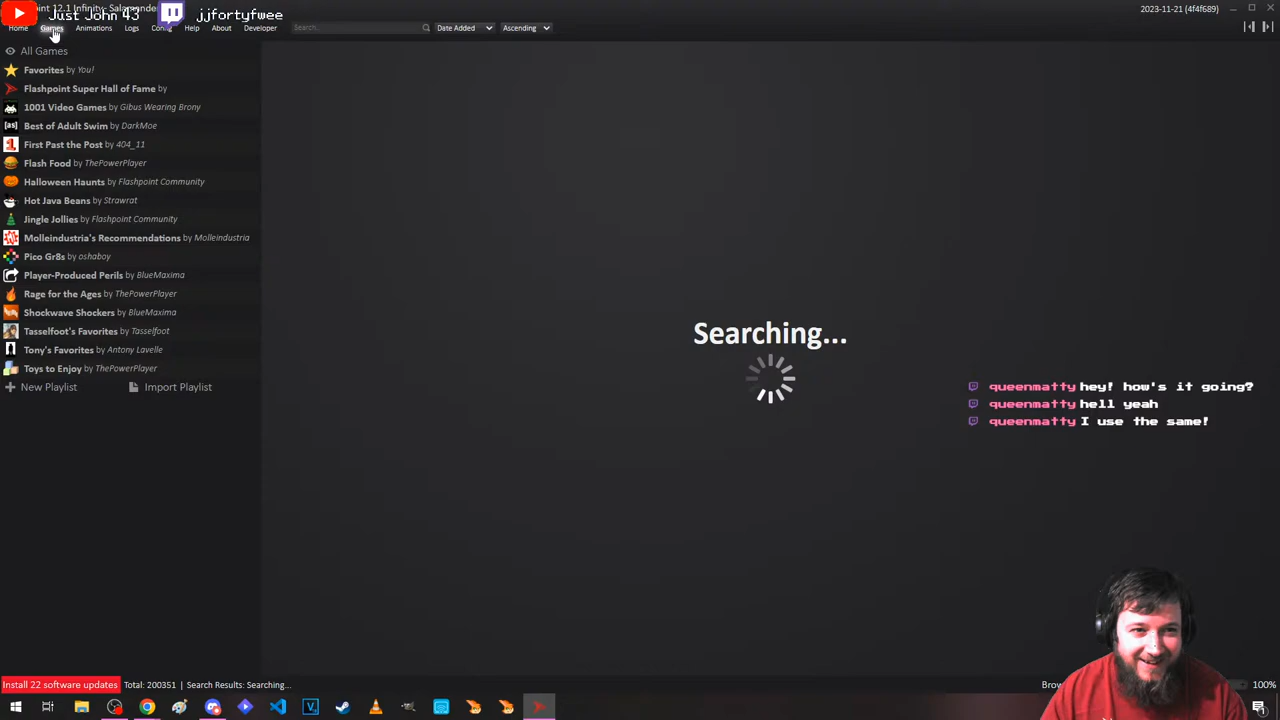 point 12.1 Infinity - Salamander
Just John 43
jjfortyfwee
2023-11-21 (4f4f689)
Home
Games
Animations
Logs
Config
Help
About
Developer
Search...
Date Added
Ascending
All Games
Favorites by You!
Flashpoint Super Hall of Fame by
1001 Video Games by Gibus Wearing Brony
Best of Adult Swim by DarkMoe
First Past the Post by 404_11
Flash Food by ThePowerPlayer
Halloween Haunts by Flashpoint Community
Hot Java Beans by Strawrat
Jingle Jollies by Flashpoint Community
Molleindustria's Recommendations by Molleindustria
Pico Gr8s by oshaboy
Player-Produced Perils by BlueMaxima
Rage for the Ages by ThePowerPlayer
Shockwave Shockers by BlueMaxima
Tasselfoot's Favorites by Tasselfoot
Tony's Favorites by Antony Lavelle
Toys to Enjoy by ThePowerPlayer
New Playlist
Import Playlist
Searching...
queenmatty hey! how's it going?
queenmatty hell yeah
queenmatty I use the same!
Install 22 software updates
Total: 200351 | Search Results: Searching...
100%